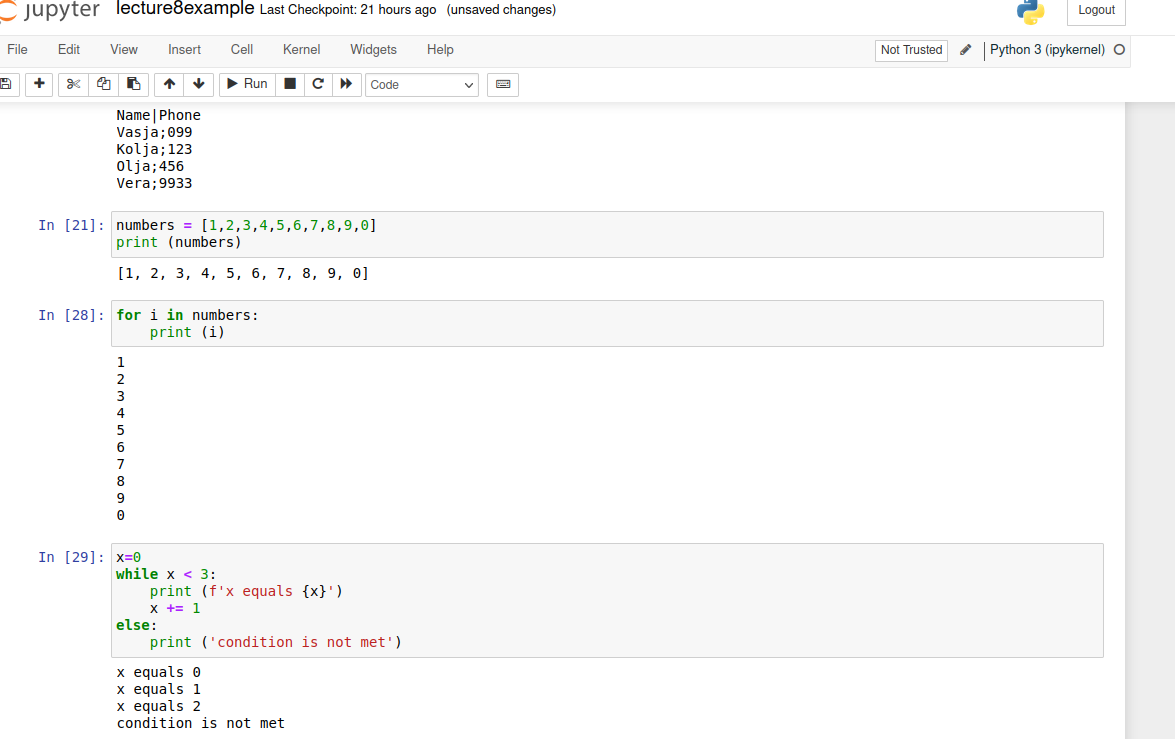 jupyter lecture8example Last Checkpoint: 21 hours ago (unsaved changes) Logout
File Edit View Insert Cell Kernel Widgets Help Not Trusted Python 3 (ipykernel)
Run Code
Name|Phone
Vasja;099
Kolja;123
Olja;456
Vera;9933
In [21]: numbers = [1,2,3,4,5,6,7,8,9,0]
print (numbers)
[1, 2, 3, 4, 5, 6, 7, 8, 9, 0]
In [28]: for i in numbers:
    print (i)
1
2
3
4
5
6
7
8
9
0
In [29]: x=0
while x < 3:
    print (f'x equals {x}')
    x += 1
else:
    print ('condition is not met')
x equals 0
x equals 1
x equals 2
condition is not met